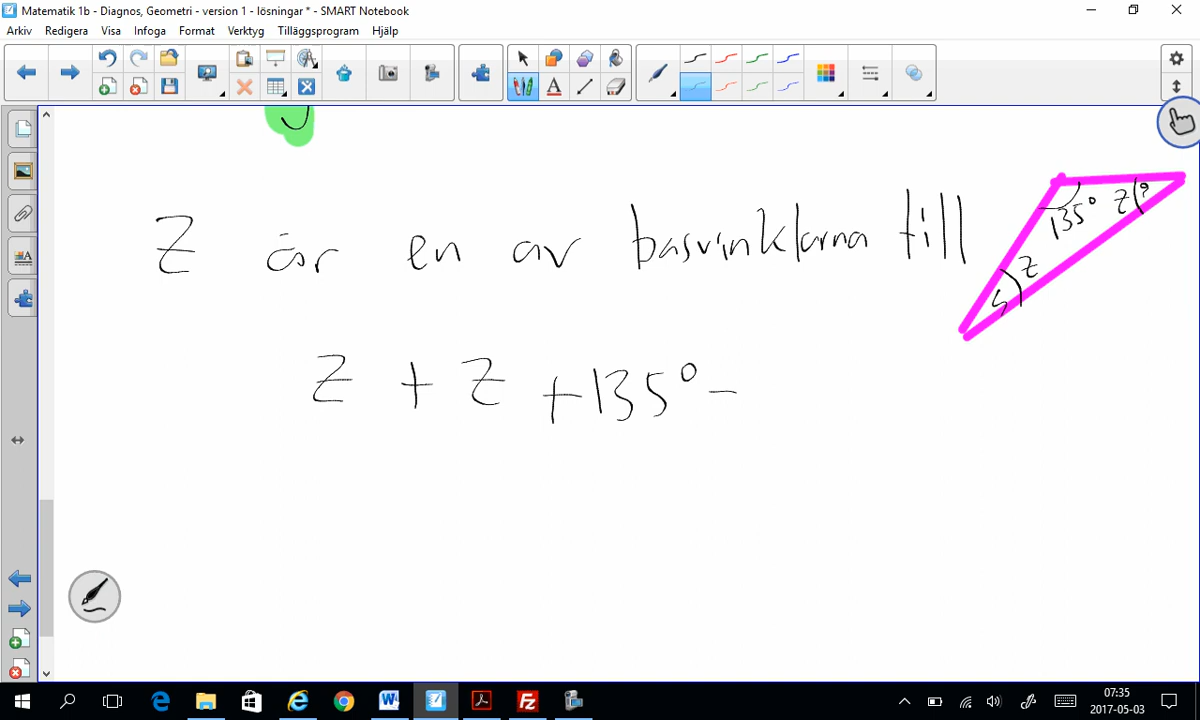 Matematik 1b - Diagnos, Geometri - version 1 - lösningar * - SMART Notebook
Arkiv Redigera Visa Infoga Format Verktyg Tilläggsprogram Hjälp
z är en av basvinklarna till
135° z
z
z + z + 135° -
07:35
2017-05-03